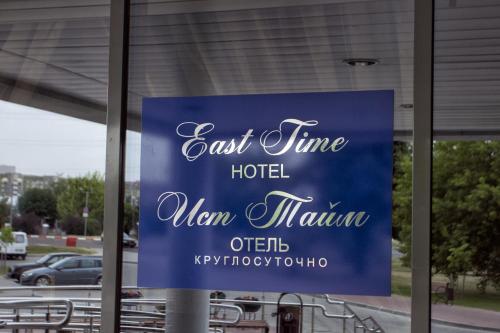 East Time
HOTEL
Ист Тайм
ОТЕЛЬ
КРУГЛОСУТОЧНО